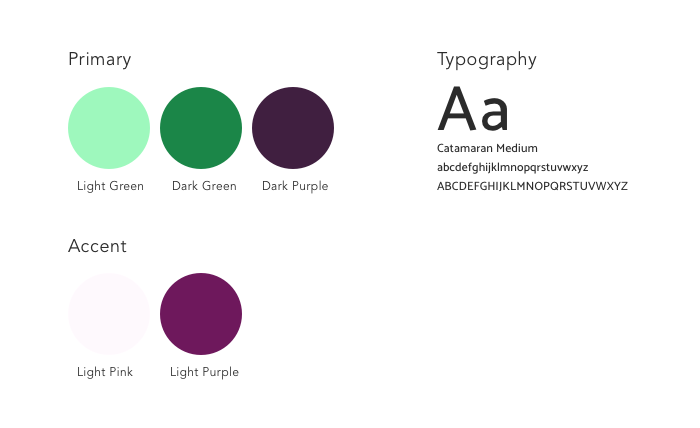 Primary
Light Green
Dark Green
Dark Purple
Accent
Light Pink
Light Purple
Typography
Aa
Catamaran Medium
abcdefghijklmnopqrstuvwxyz
ABCDEFGHIJKLMNOPQRSTUVWXYZ